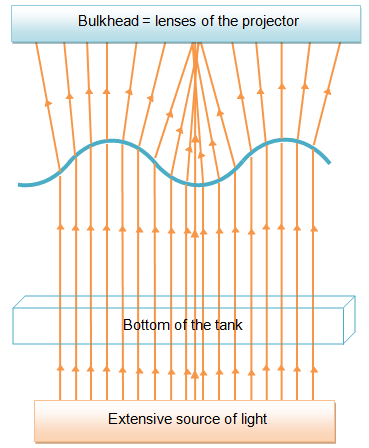 Bulkhead = lenses of the projector
Bottom of the tank
Extensive source of light